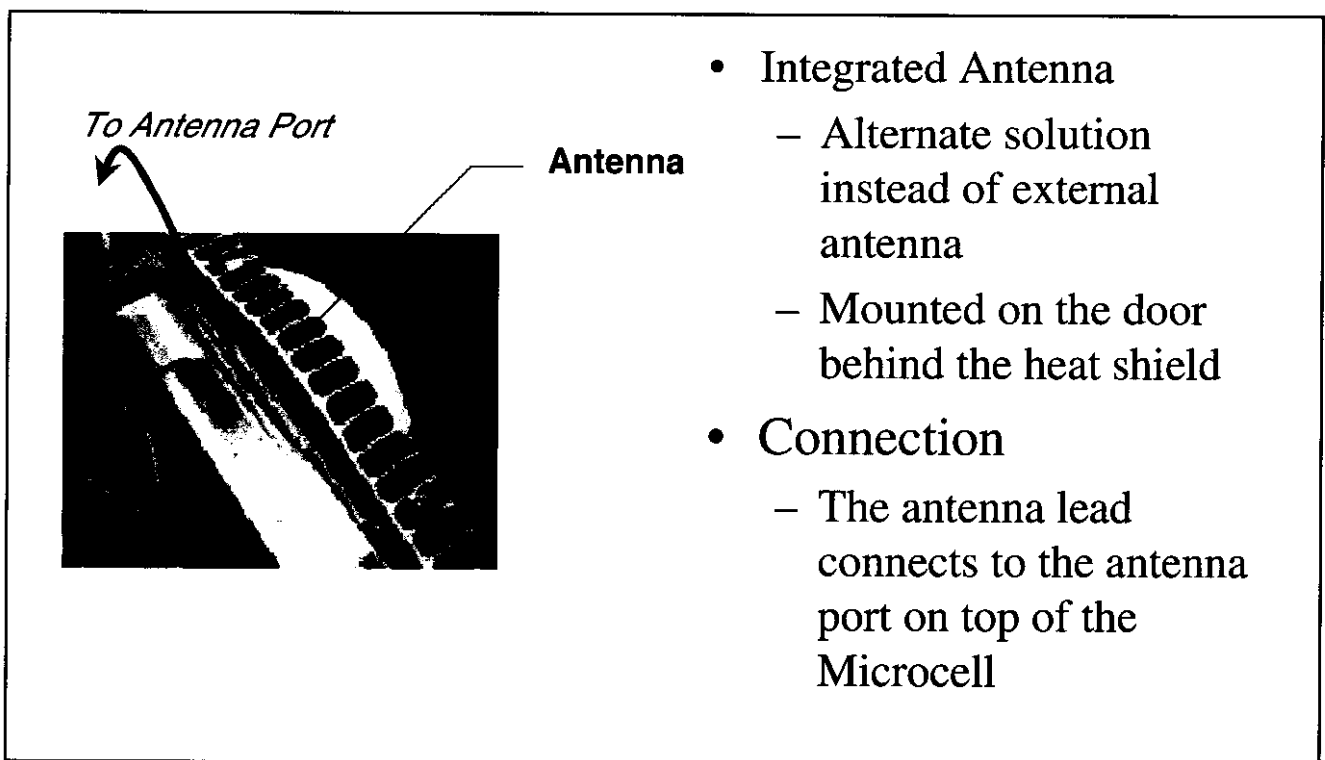 To Antenna Port
Antenna
• Integrated Antenna
– Alternate solution
instead of external
antenna
– Mounted on the door
behind the heat shield
• Connection
– The antenna lead
connects to the antenna
port on top of the
Microcell